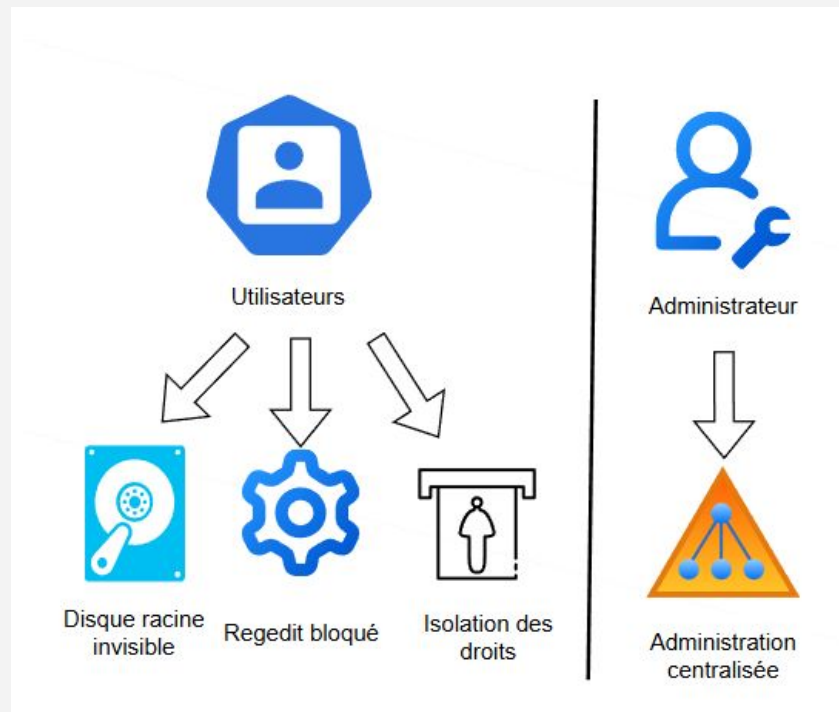 Utilisateurs
Administrateur
Disque racine
invisible
Regedit bloqué
Isolation des
droits
Administration
centralisée